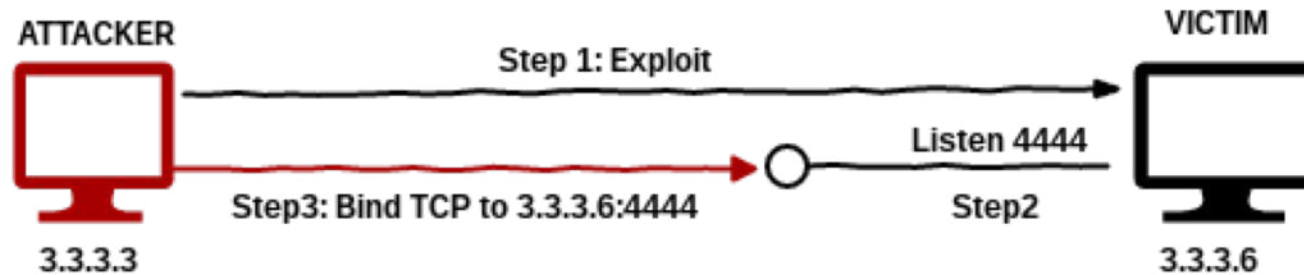 ATTACKER
VICTIM
Step 1: Exploit
Listen 4444
Step3: Bind TCP to 3.3.3.6:4444
Step2
3.3.3.3
3.3.3.6